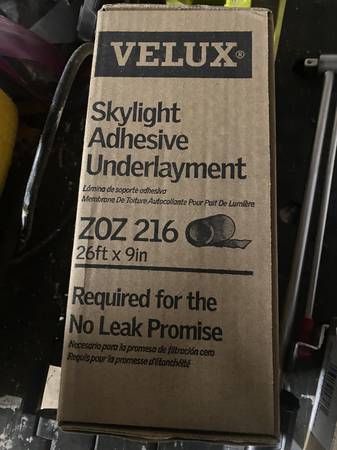 VELUX®
Skylight
Adhesive
Underlayment
Lámina de soporte adhesiva
Membrane De Toiture Autocollante Pour Puit De Lumière
ZOZ 216
26ft x 9in
Required for the
No Leak Promise
Necesario para la promesa de filtración cero
Requis pour la promesse d'étanchéité